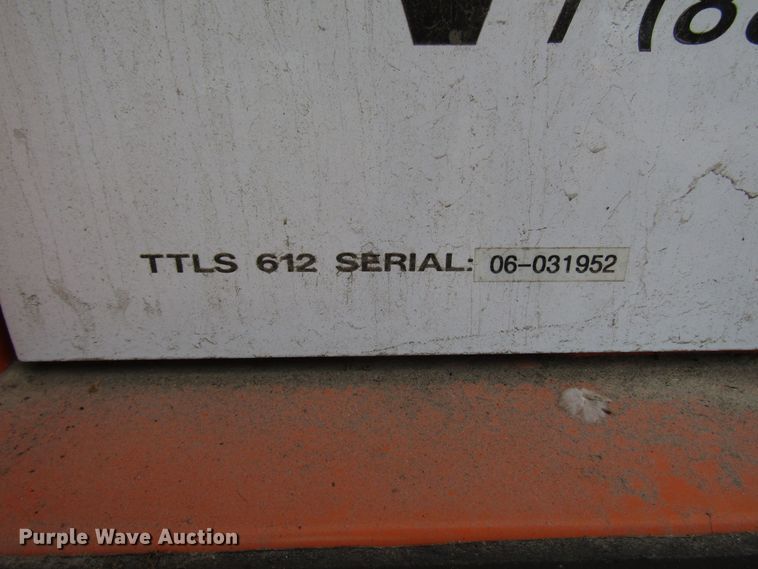 TTLS 612 SERIAL: 06-031952
Purple Wave Auction